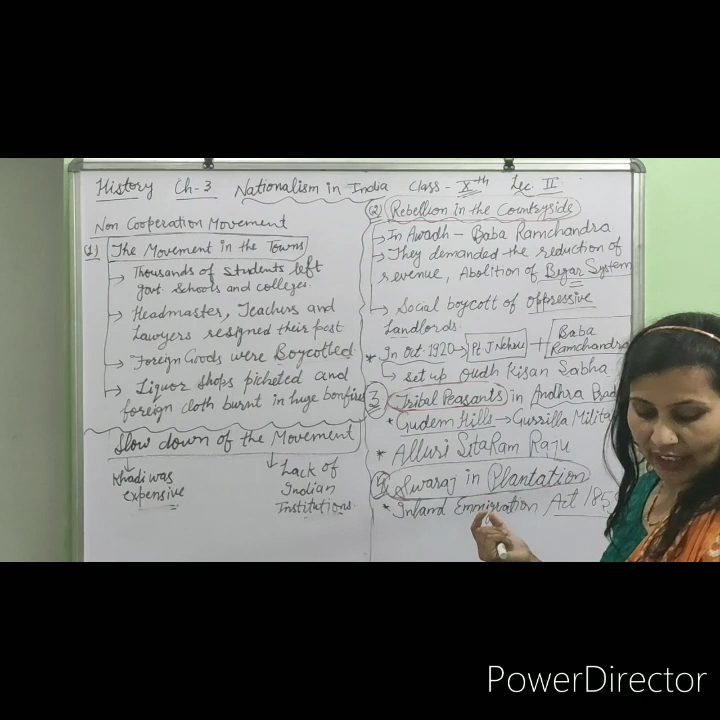 History Ch-3 Nationalism in India Class - Xth Lec. II
Non Cooperation Movement
(1) The Movement in the Towns
→ Thousands of students left
govt schools and colleges.
→ Headmaster, Teachers and
Lawyers resigned their post.
→ Foreign Goods were Boycotted
→ Liquor shops picketed and
foreign cloth burnt in huge bonfire
Slow down of the Movement
Khadi was
expensive
Lack of
Indian
Institutions.
(2) Rebellion in the Countryside
→ In Awadh - Baba Ramchandra
→ They demanded the reduction of
revenue, Abolition of Begar System
→ Social boycott of oppressive
Landlords.
* In Oct 1920 → Pt. J Nehru + Baba
Ramchandra
→ set up oudh Kisan Sabha
3 Tribal Peasants in Andhra
* Gudem Hills → Gurrilla
* Alluri SitaRam Raju
4 Swaraj in Plantation
* Inland Emmigration Act 185
PowerDirector